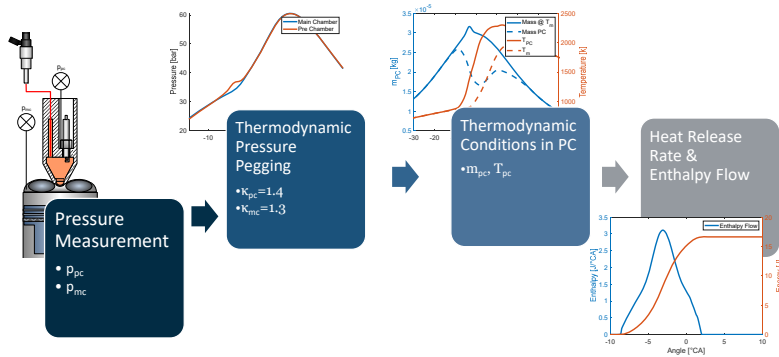 p_pc
p_mc
Pressure
Measurement
• p_pc
• p_mc
60
50
40
30
20
Pressure [bar]
-10
Main Chamber
Pre Chamber
Thermodynamic
Pressure
Pegging
•κ_pc=1.4
•κ_mc=1.3
×10^-6
3.5
3
2.5
2
1.5
1
0.5
m_PC [kg]
-30
-20
Mass @ T_m
Mass PC
T_PC
T_m
2500
2000
1500
1000
Temperature [k]
Thermodynamic
Conditions in PC
• m_pc, T_pc
Heat Release
Rate &
Enthalpy Flow
3.5
3
2.5
2
1.5
1
0.5
0
Enthalpy [J/°CA]
Enthalpy Flow
-10
-5
0
5
10
Angle [°CA]